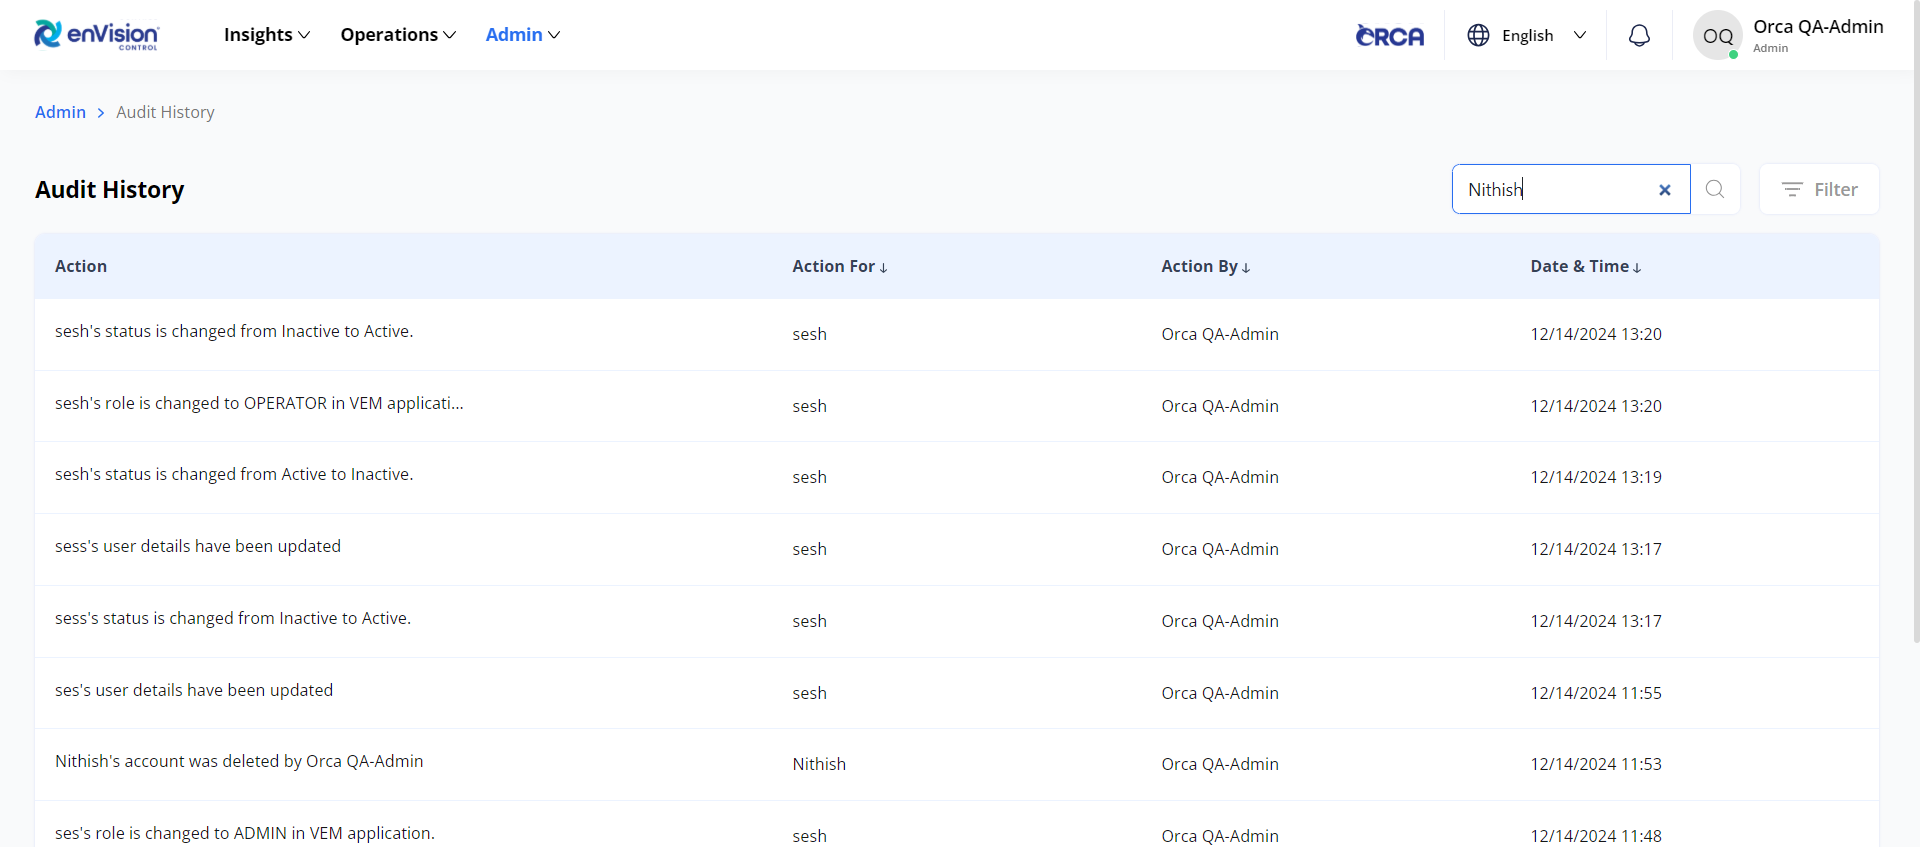 enVision CONTROL
Insights Operations Admin
ORCA
English
OQ
Orca QA-Admin
Admin
Admin > Audit History
Audit History
Nithish
Filter
Action Action For ↓ Action By ↓ Date & Time ↓
sesh's status is changed from Inactive to Active. sesh Orca QA-Admin 12/14/2024 13:20
sesh's role is changed to OPERATOR in VEM applicati... sesh Orca QA-Admin 12/14/2024 13:20
sesh's status is changed from Active to Inactive. sesh Orca QA-Admin 12/14/2024 13:19
sess's user details have been updated sesh Orca QA-Admin 12/14/2024 13:17
sess's status is changed from Inactive to Active. sesh Orca QA-Admin 12/14/2024 13:17
ses's user details have been updated sesh Orca QA-Admin 12/14/2024 11:55
Nithish's account was deleted by Orca QA-Admin Nithish Orca QA-Admin 12/14/2024 11:53
ses's role is changed to ADMIN in VEM application. sesh Orca QA-Admin 12/14/2024 11:48